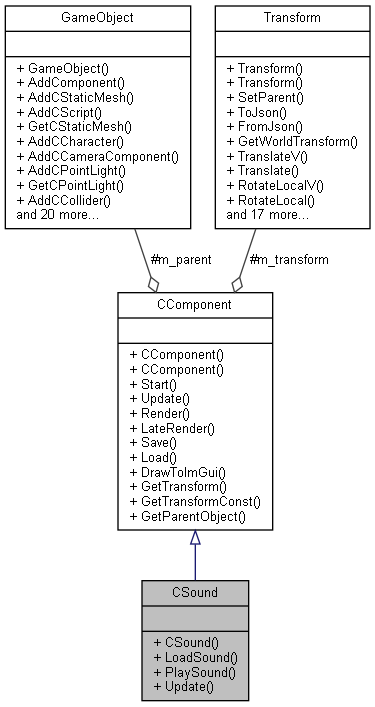 GameObject
+ GameObject()
+ AddComponent()
+ AddCStaticMesh()
+ AddCScript()
+ GetCStaticMesh()
+ AddCCharacter()
+ AddCCameraComponent()
+ AddCPointLight()
+ GetCPointLight()
+ AddCCollider()
and 20 more...
Transform
+ Transform()
+ Transform()
+ SetParent()
+ ToJson()
+ FromJson()
+ GetWorldTransform()
+ TranslateV()
+ Translate()
+ RotateLocalV()
+ RotateLocal()
and 17 more...
#m_parent
#m_transform
CComponent
+ CComponent()
+ CComponent()
+ Start()
+ Update()
+ Render()
+ LateRender()
+ Save()
+ Load()
+ DrawToImGui()
+ GetTransform()
+ GetTransformConst()
+ GetParentObject()
CSound
+ CSound()
+ LoadSound()
+ PlaySound()
+ Update()